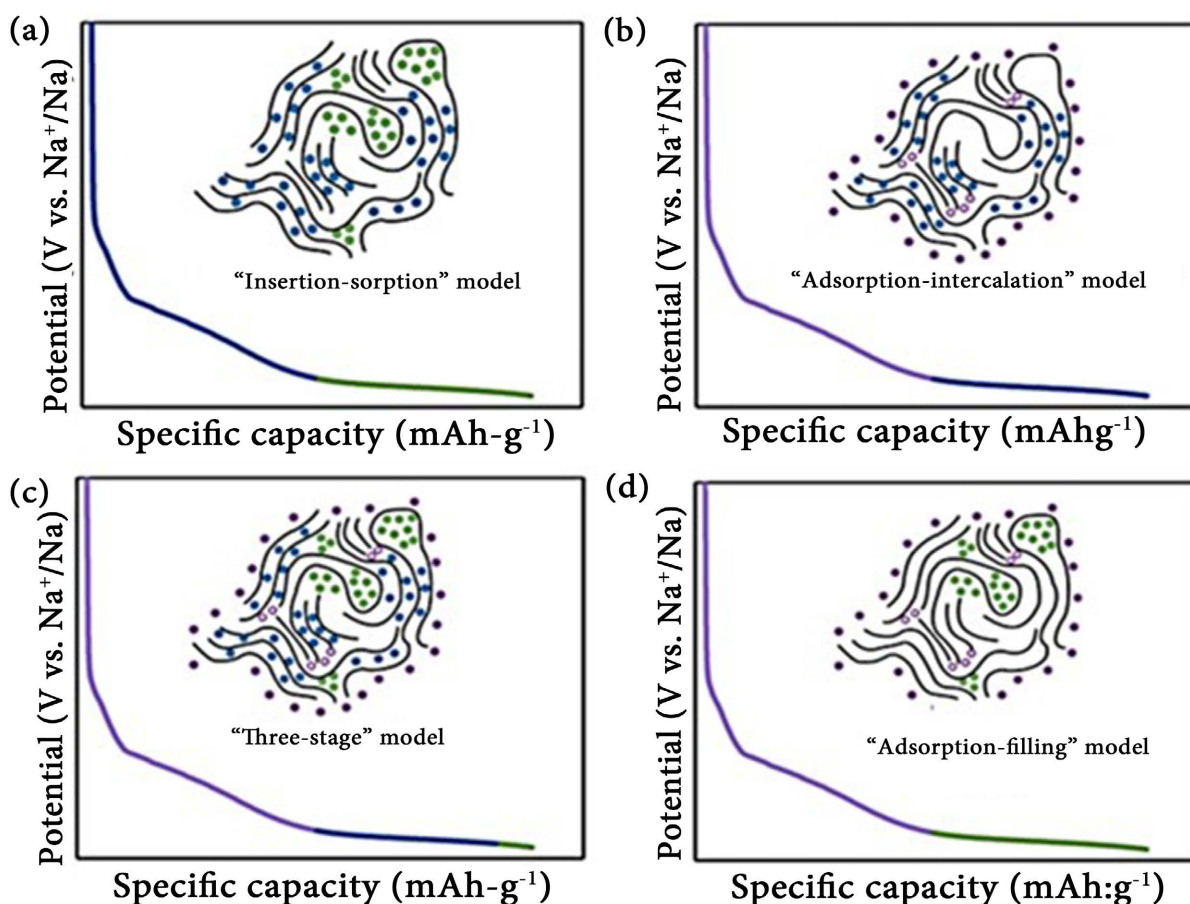 (a)
Potential (V vs. Na⁺/Na)
“Insertion-sorption” model
Specific capacity (mAh-g⁻¹)
(b)
Potential (V vs. Na⁺/Na)
“Adsorption-intercalation” model
Specific capacity (mAhg⁻¹)
(c)
Potential (V vs. Na⁺/Na)
“Three-stage” model
Specific capacity (mAh-g⁻¹)
(d)
Potential (V vs. Na⁺/Na)
“Adsorption-filling” model
Specific capacity (mAh:g⁻¹)